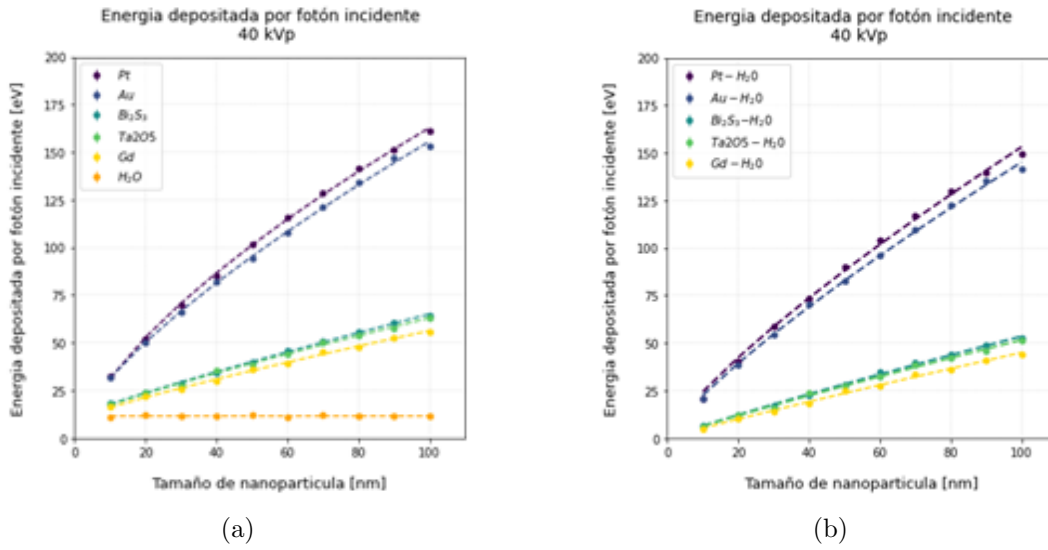 Energia depositada por fotón incidente
40 kVp
Energia depositada por fotón incidente [eV]
200
175
150
125
100
75
50
25
0
Pt
Au
Bi₂S₃
Ta2O5
Gd
H₂O
0
20
40
60
80
100
Tamaño de nanoparticula [nm]
(a)
Energia depositada por fotón incidente
40 kVp
Energia depositada por fotón incidente [eV]
200
175
150
125
100
75
50
25
0
Pt − H₂0
Au − H₂0
Bi₂S₃−H₂0
Ta2O5 − H₂0
Gd − H₂0
0
20
40
60
80
100
Tamaño de nanoparticula [nm]
(b)